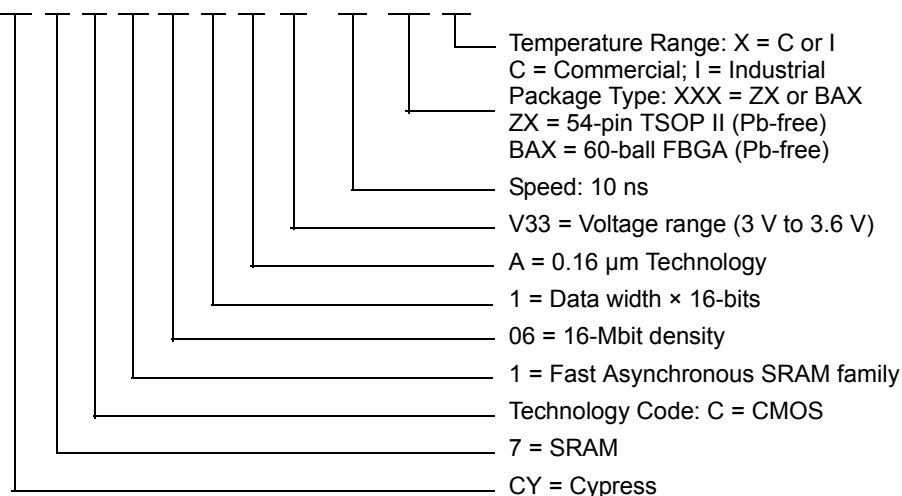 Temperature Range: X = C or I
C = Commercial; I = Industrial
Package Type: XXX = ZX or BAX
ZX = 54-pin TSOP II (Pb-free)
BAX = 60-ball FBGA (Pb-free)
Speed: 10 ns
V33 = Voltage range (3 V to 3.6 V)
A = 0.16 µm Technology
1 = Data width × 16-bits
06 = 16-Mbit density
1 = Fast Asynchronous SRAM family
Technology Code: C = CMOS
7 = SRAM
CY = Cypress